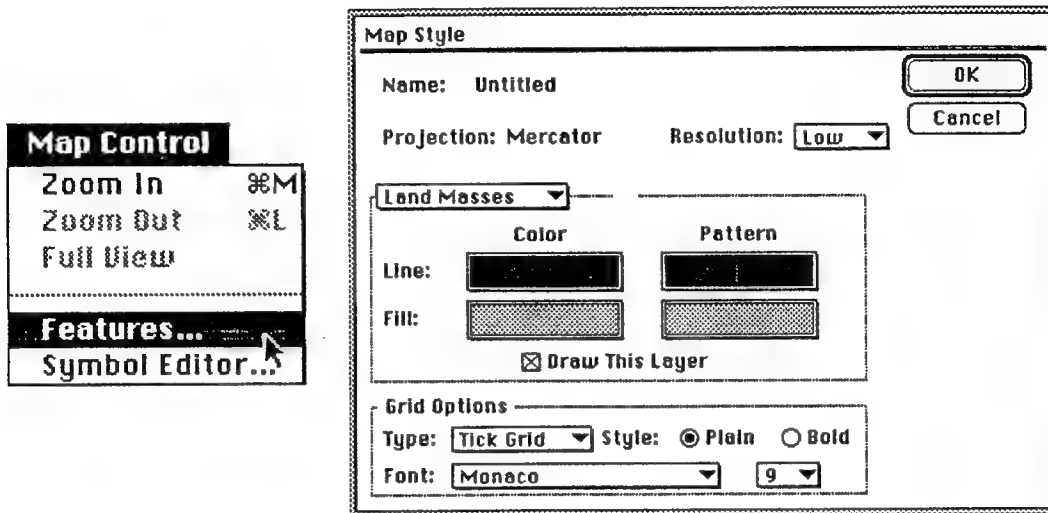 Map Control
Zoom In ⌘M
Zoom Out ⌘L
Full View
Features...
Symbol Editor...
Map Style
Name: Untitled
OK
Cancel
Projection: Mercator Resolution: Low
Land Masses
Color Pattern
Line:
Fill:
Draw This Layer
Grid Options
Type: Tick Grid Style: Plain Bold
Font: Monaco 9